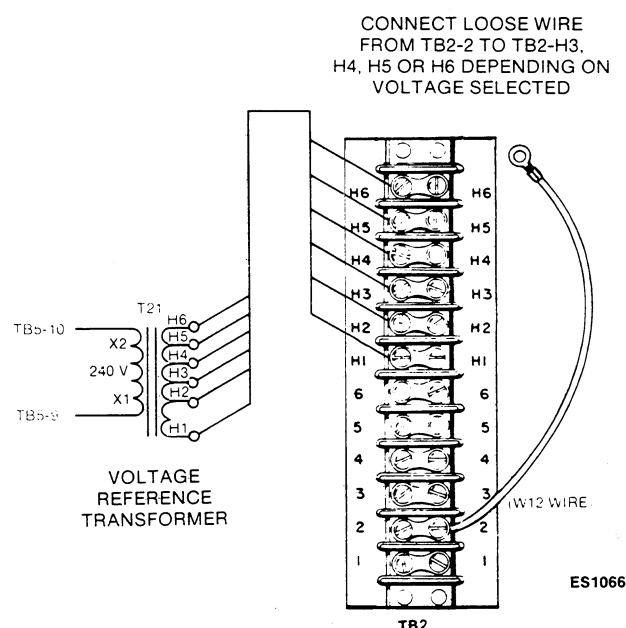 CONNECT LOOSE WIRE
FROM TB2-2 TO TB2-H3,
H4, H5 OR H6 DEPENDING ON
VOLTAGE SELECTED
H6 H6
H5 H5
H4 H4
H3 H3
H2 H2
H1 H1
6 6
5 5
4 4
3 3
2 2
1 1
T21
TB5-10
X2
240 V
X1
TB5-9
H6
H5
H4
H3
H2
H1
VOLTAGE
REFERENCE
TRANSFORMER
W12 WIRE
ES1066
TB2